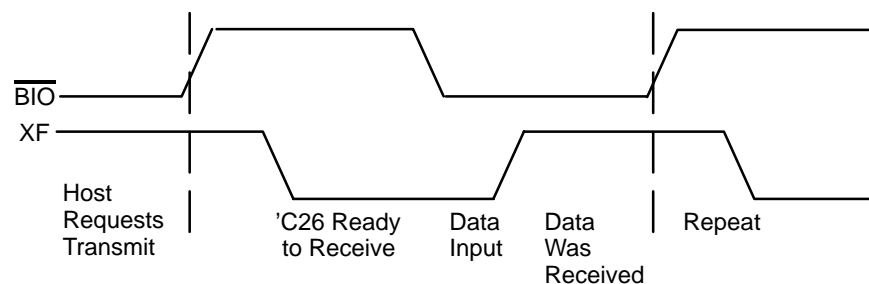 BIO
XF
Host
Requests
Transmit
'C26 Ready
to Receive
Data
Input
Data
Was
Received
Repeat